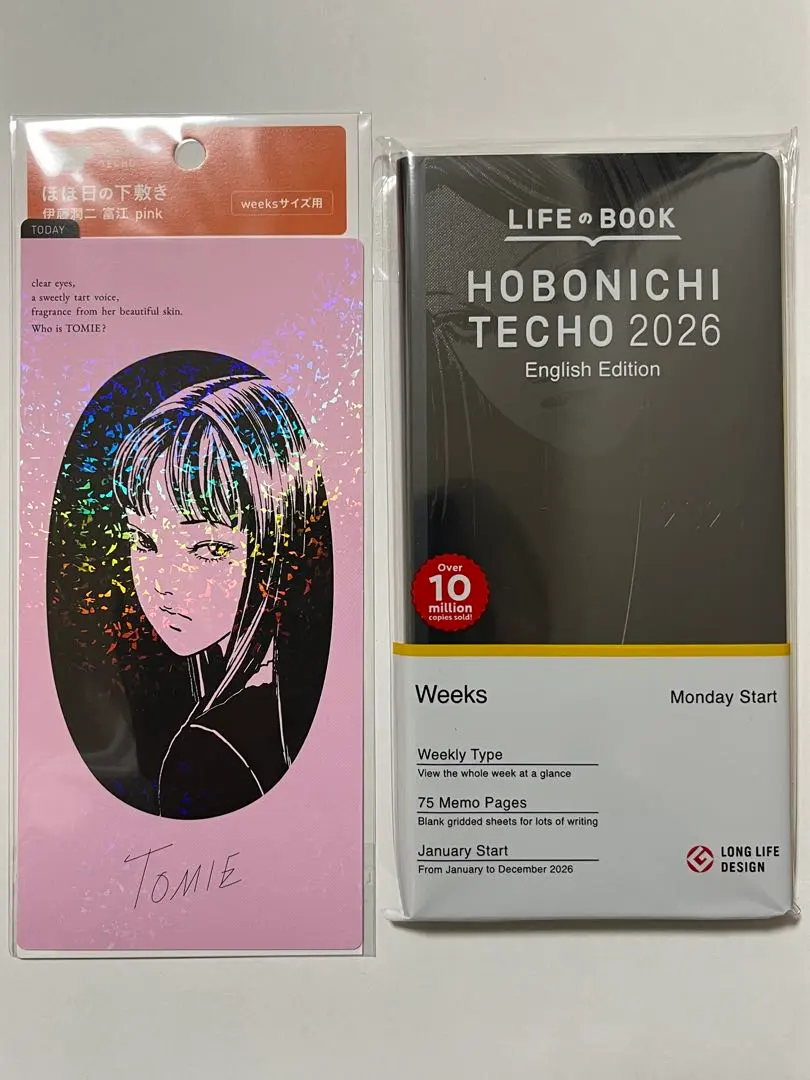 TECHO
ほぼ日の下敷き
伊藤潤二 富江 pink
weeksサイズ用
TODAY
clear eyes,
a sweetly tart voice,
fragrance from her beautiful skin.
Who is TOMIE?
TOMIE
LIFEのBOOK
HOBONICHI
TECHO 2026
English Edition
Over
10
million
copies sold!
Weeks
Monday Start
Weekly Type
View the whole week at a glance
75 Memo Pages
Blank gridded sheets for lots of writing
January Start
From January to December 2026
LONG LIFE
DESIGN